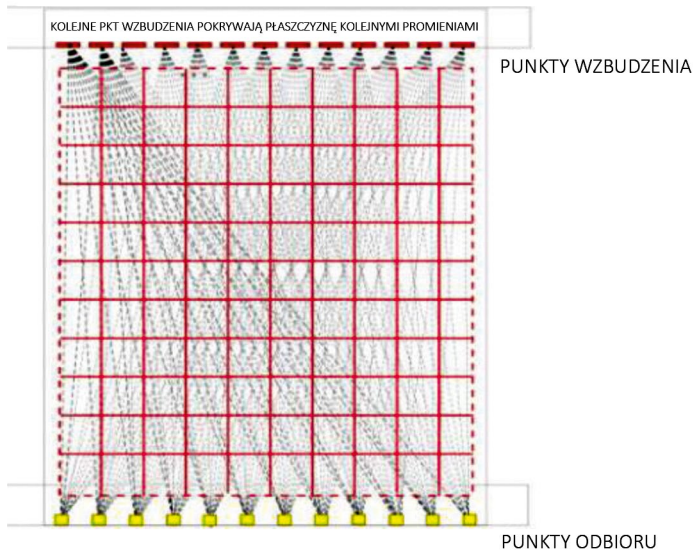 KOLEJNE PKT WZBUDZENIA POKRYWAJĄ PŁASZCZYZNĘ KOLEJNYMI PROMIENIAMI
PUNKTY WZBUDZENIA
PUNKTY ODBIORU